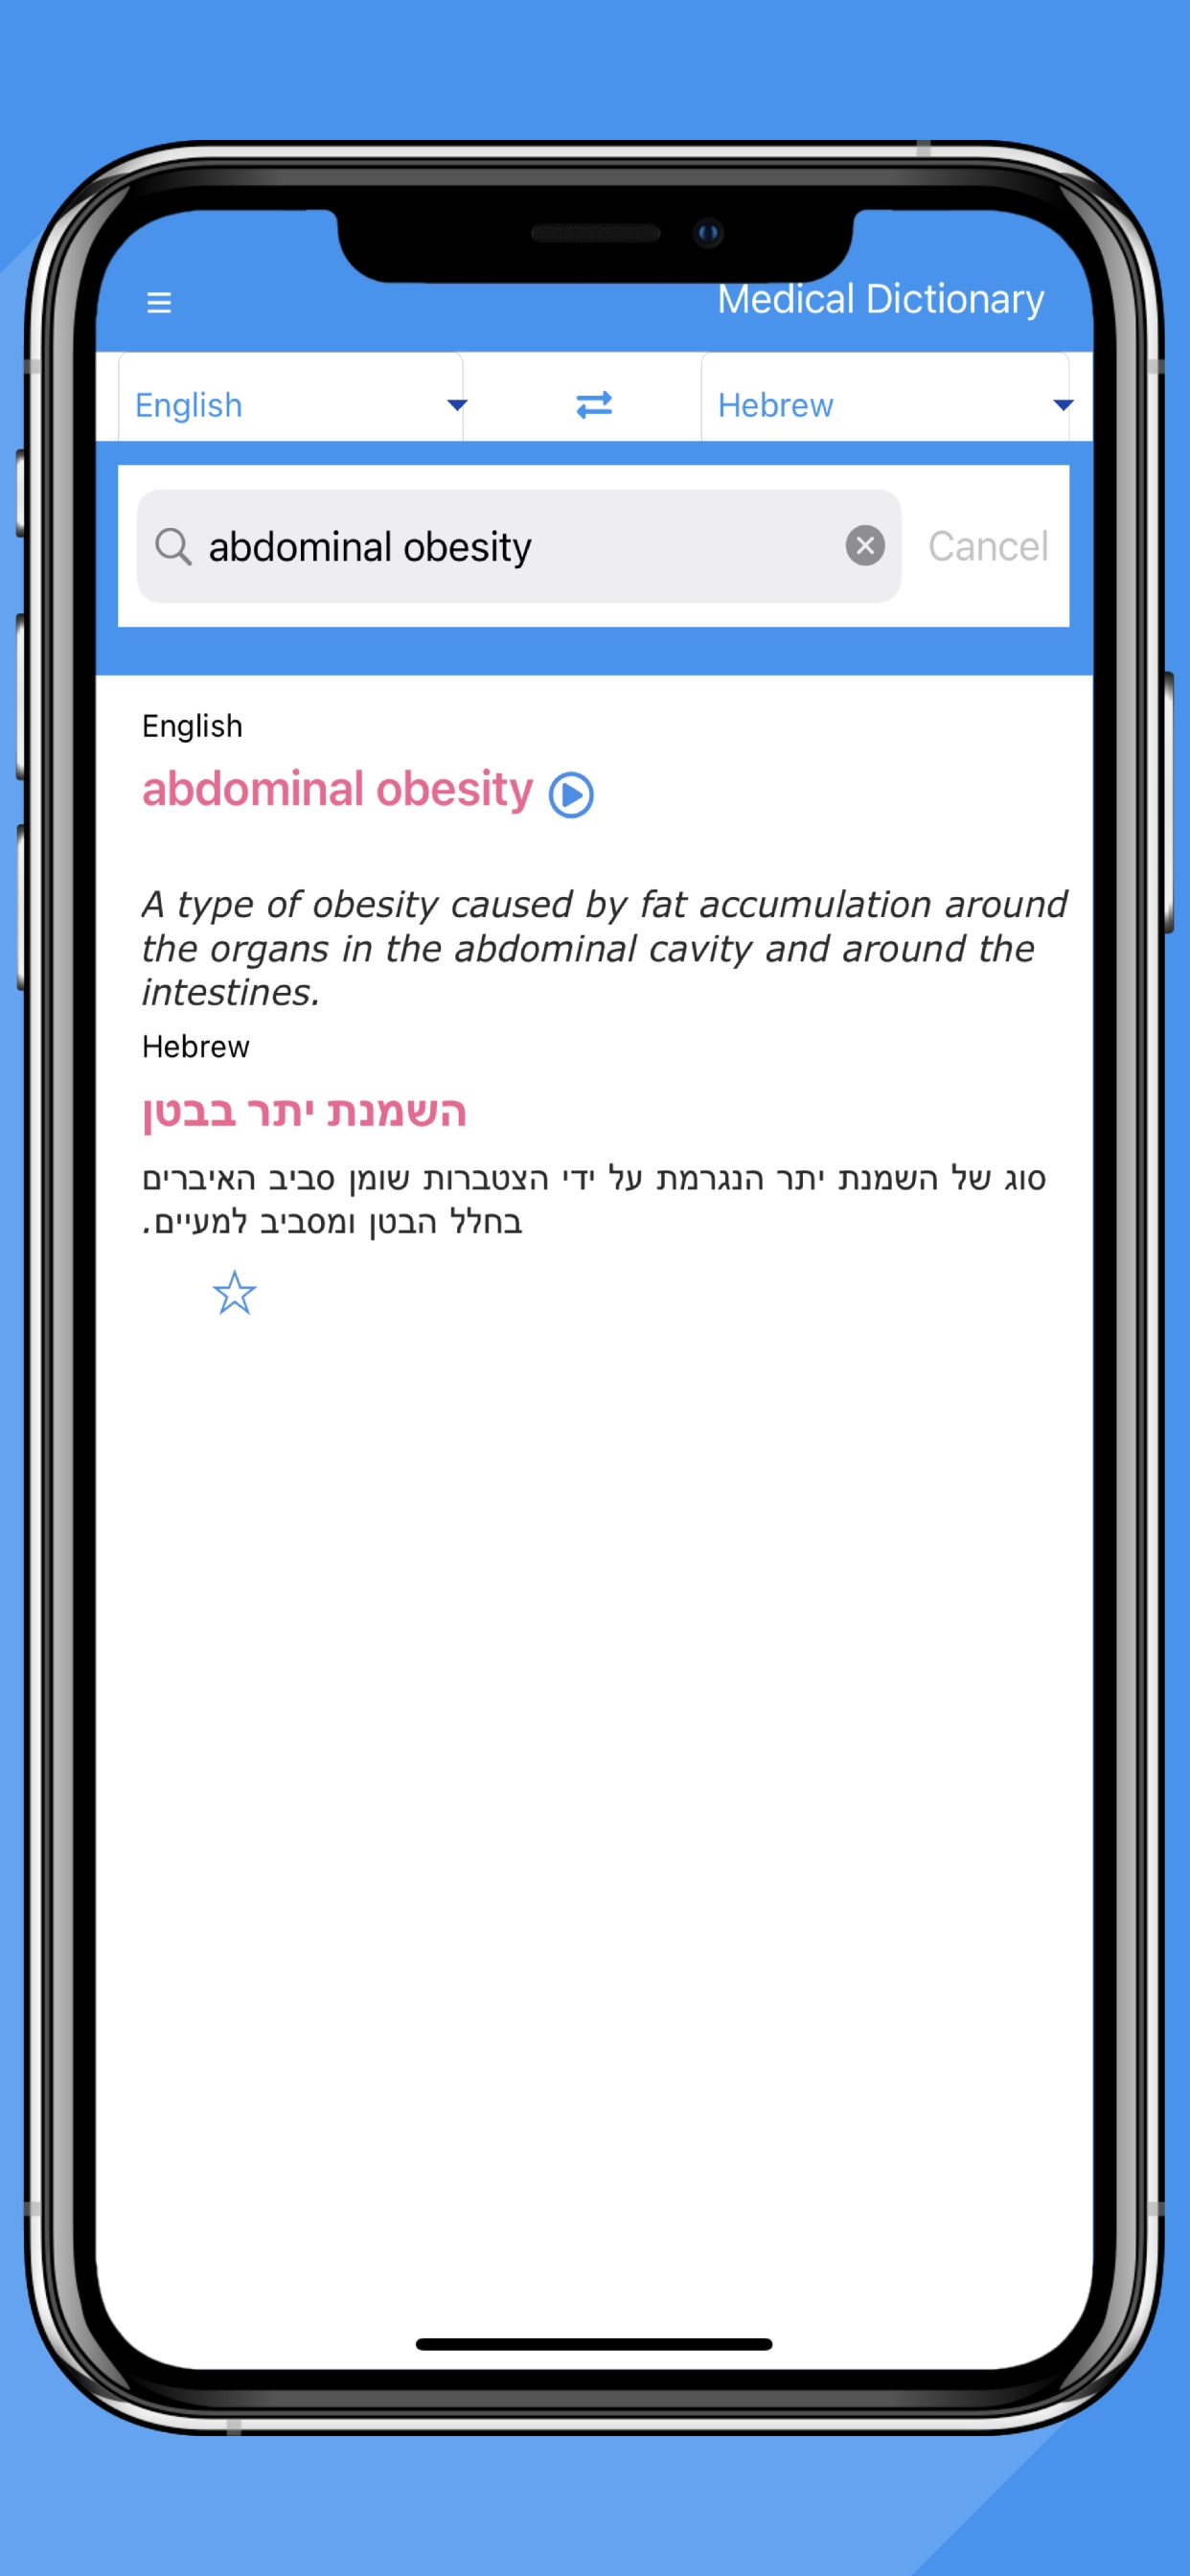 Medical Dictionary
English
Hebrew
abdominal obesity
Cancel
English
abdominal obesity
A type of obesity caused by fat accumulation around
the organs in the abdominal cavity and around the
intestines.
Hebrew
השמנת יתר בבטן
סוג של השמנת יתר הנגרמת על ידי הצטברות שומן סביב האיברים
בחלל הבטן ומסביב למעיים.